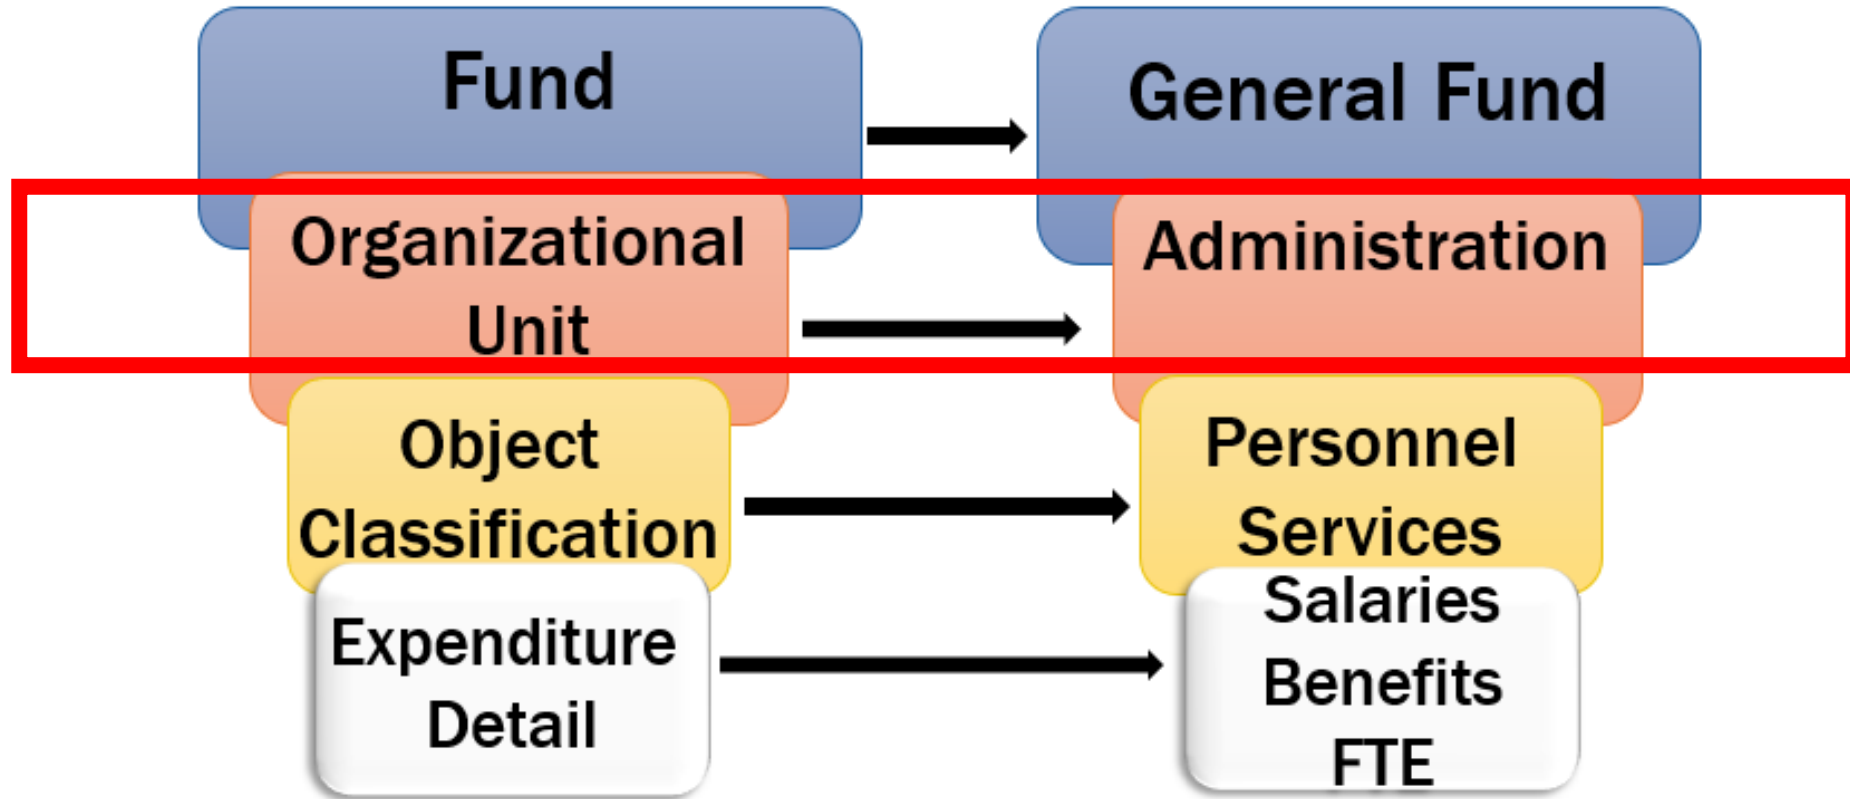 Fund
General Fund
Organizational
Unit
Administration
Object
Classification
Personnel
Services
Expenditure
Detail
Salaries
Benefits
FTE